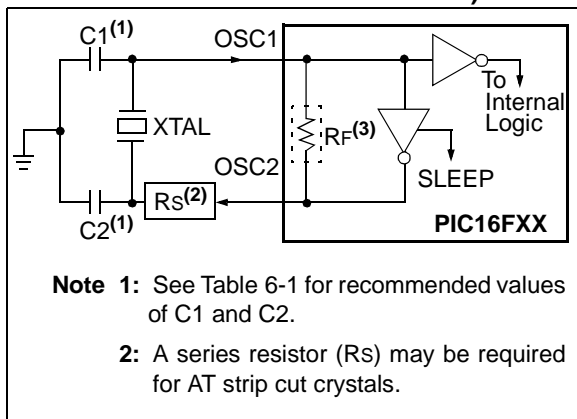 C1(1)
OSC1
To
Internal
Logic
XTAL
RF(3)
OSC2
SLEEP
RS(2)
C2(1)
PIC16FXX
Note 1: See Table 6-1 for recommended values
of C1 and C2.
2: A series resistor (RS) may be required
for AT strip cut crystals.